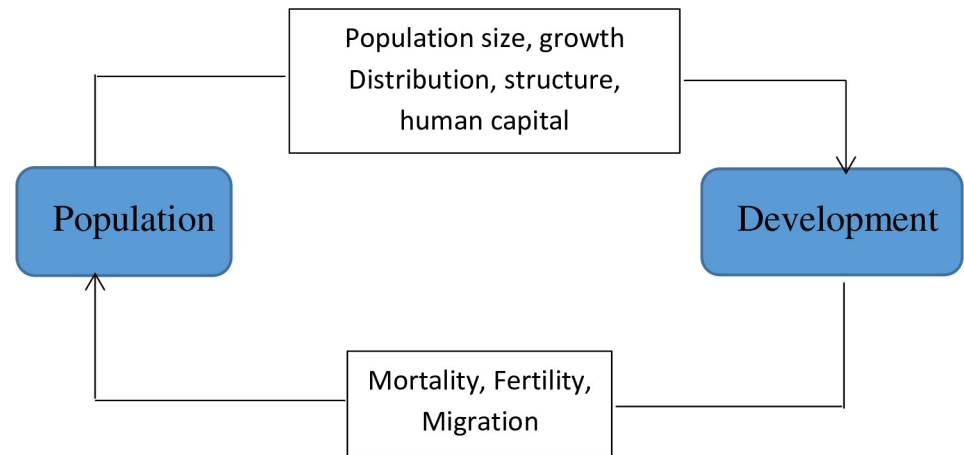 Population size, growth
Distribution, structure,
human capital
Population
Development
Mortality, Fertility,
Migration